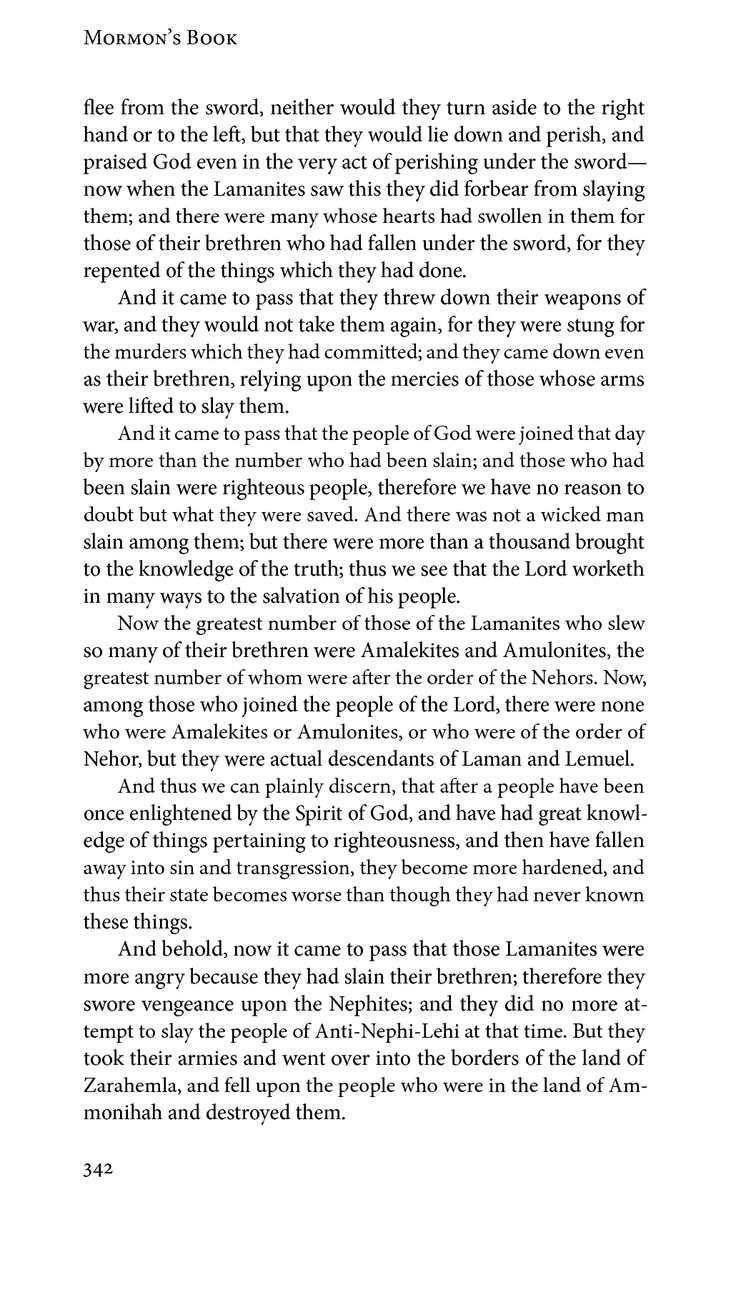 Mormon's Book
flee from the sword, neither would they turn aside to the right
hand or to the left, but that they would lie down and perish, and
praised God even in the very act of perishing under the sword—
now when the Lamanites saw this they did forbear from slaying
them; and there were many whose hearts had swollen in them for
those of their brethren who had fallen under the sword, for they
repented of the things which they had done.
And it came to pass that they threw down their weapons of
war, and they would not take them again, for they were stung for
the murders which they had committed; and they came down even
as their brethren, relying upon the mercies of those whose arms
were lifted to slay them.
And it came to pass that the people of God were joined that day
by more than the number who had been slain; and those who had
been slain were righteous people, therefore we have no reason to
doubt but what they were saved. And there was not a wicked man
slain among them; but there were more than a thousand brought
to the knowledge of the truth; thus we see that the Lord worketh
in many ways to the salvation of his people.
Now the greatest number of those of the Lamanites who slew
so many of their brethren were Amalekites and Amulonites, the
greatest number of whom were after the order of the Nehors. Now,
among those who joined the people of the Lord, there were none
who were Amalekites or Amulonites, or who were of the order of
Nehor, but they were actual descendants of Laman and Lemuel.
And thus we can plainly discern, that after a people have been
once enlightened by the Spirit of God, and have had great knowl-
edge of things pertaining to righteousness, and then have fallen
away into sin and transgression, they become more hardened, and
thus their state becomes worse than though they had never known
these things.
And behold, now it came to pass that those Lamanites were
more angry because they had slain their brethren; therefore they
swore vengeance upon the Nephites; and they did no more at-
tempt to slay the people of Anti-Nephi-Lehi at that time. But they
took their armies and went over into the borders of the land of
Zarahemla, and fell upon the people who were in the land of Am-
monihah and destroyed them.
342